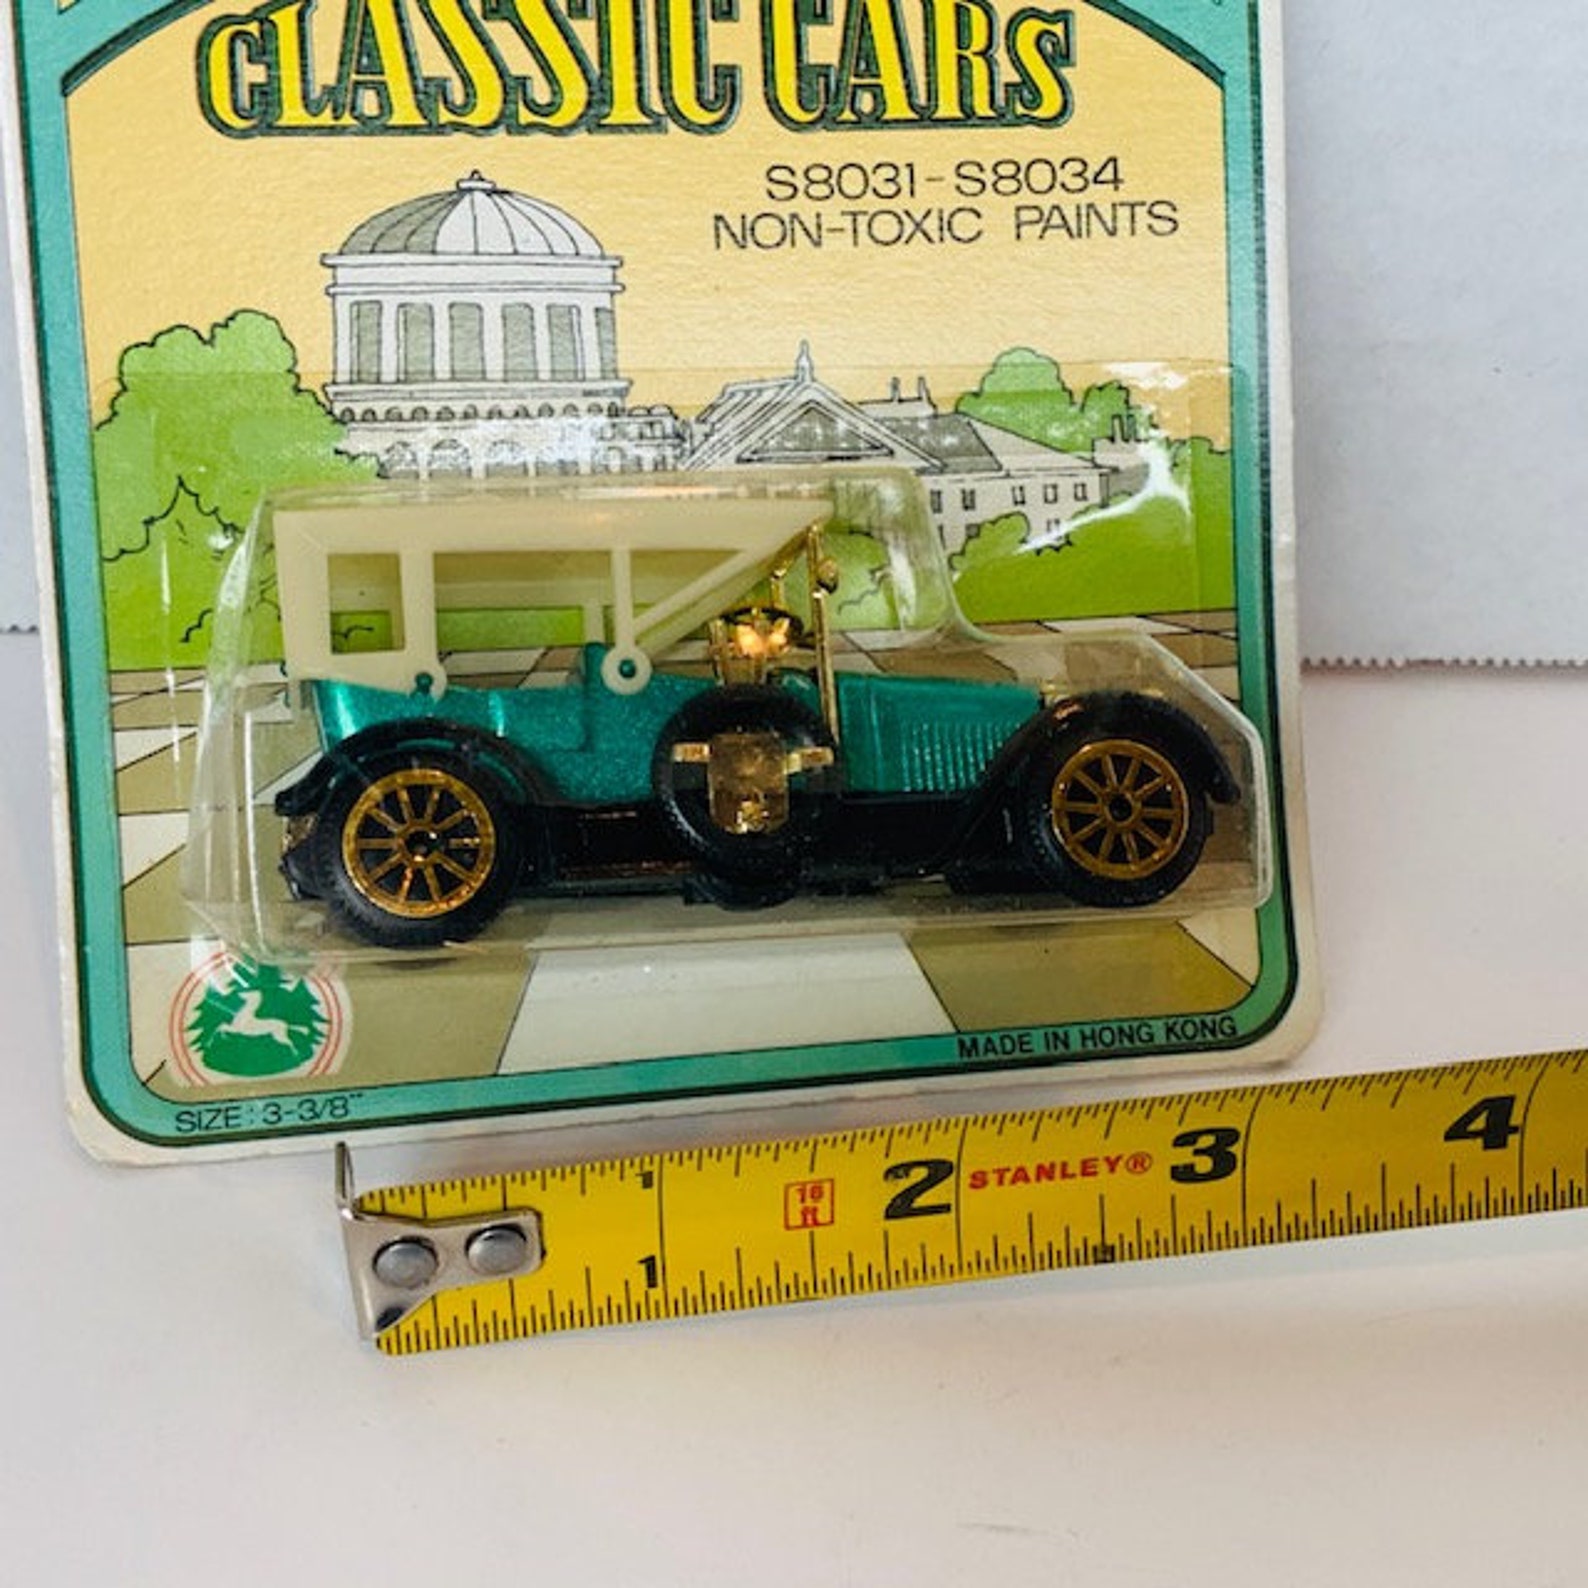 CLASSIC CARS
S8031-S8034
NON-TOXIC PAINTS
MADE IN HONG KONG
SIZE: 3-3/8"
1 16 ft 2 STANLEY® 3 4
1